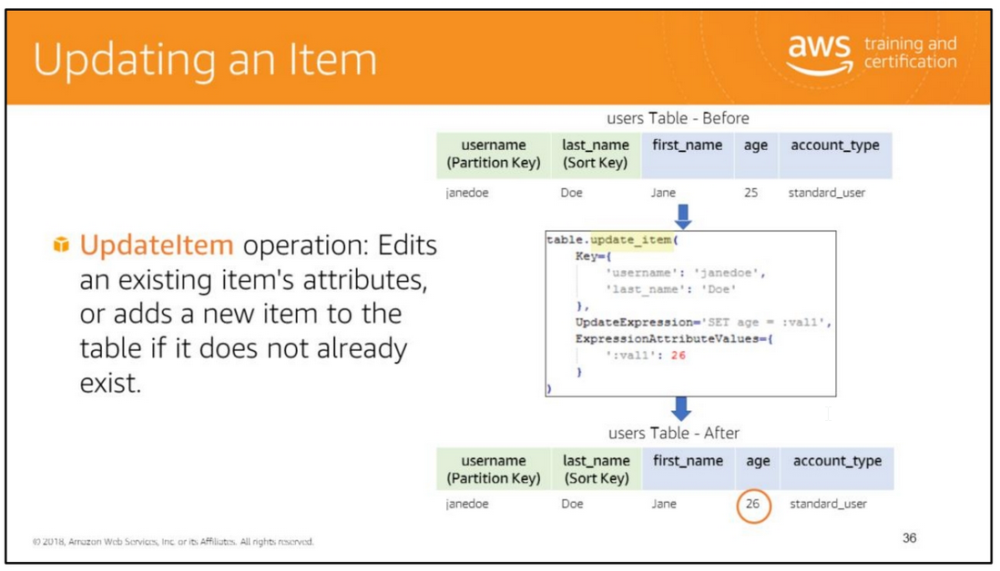 Updating an Item
aws training and
certification
users Table - Before
username last_name first_name age account_type
(Partition Key) (Sort Key)
janedoe Doe Jane 25 standard_user
UpdateItem operation: Edits
an existing item's attributes,
or adds a new item to the
table if it does not already
exist.
table.update_item(
Key={
'username': 'janedoe',
'last_name': 'Doe'
},
UpdateExpression='SET age = :val1',
ExpressionAttributeValues={
':val1': 26
}
)
users Table - After
username last_name first_name age account_type
(Partition Key) (Sort Key)
janedoe Doe Jane 26 standard_user
© 2018, Amazon Web Services, Inc. or its Affiliates. All rights reserved.
36